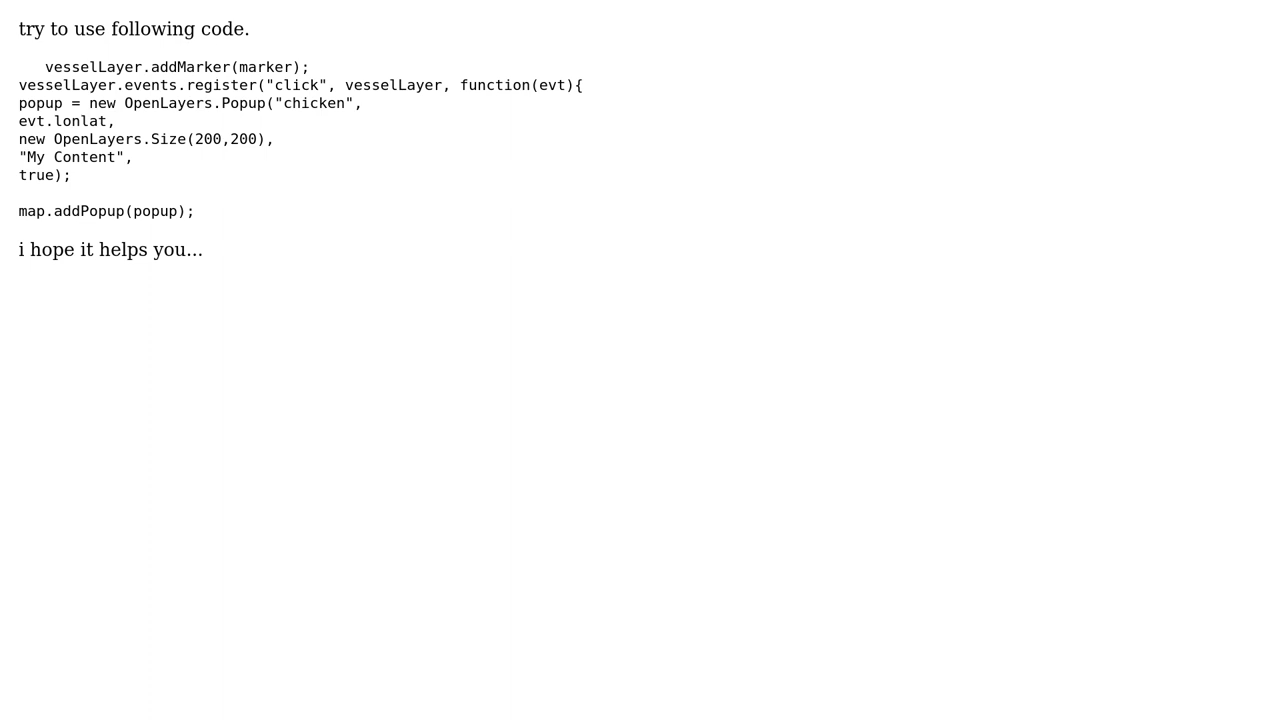 try to use following code.
   vesselLayer.addMarker(marker);
vesselLayer.events.register("click", vesselLayer, function(evt){
popup = new OpenLayers.Popup("chicken",
evt.lonlat,
new OpenLayers.Size(200,200),
"My Content",
true);

map.addPopup(popup);
i hope it helps you...